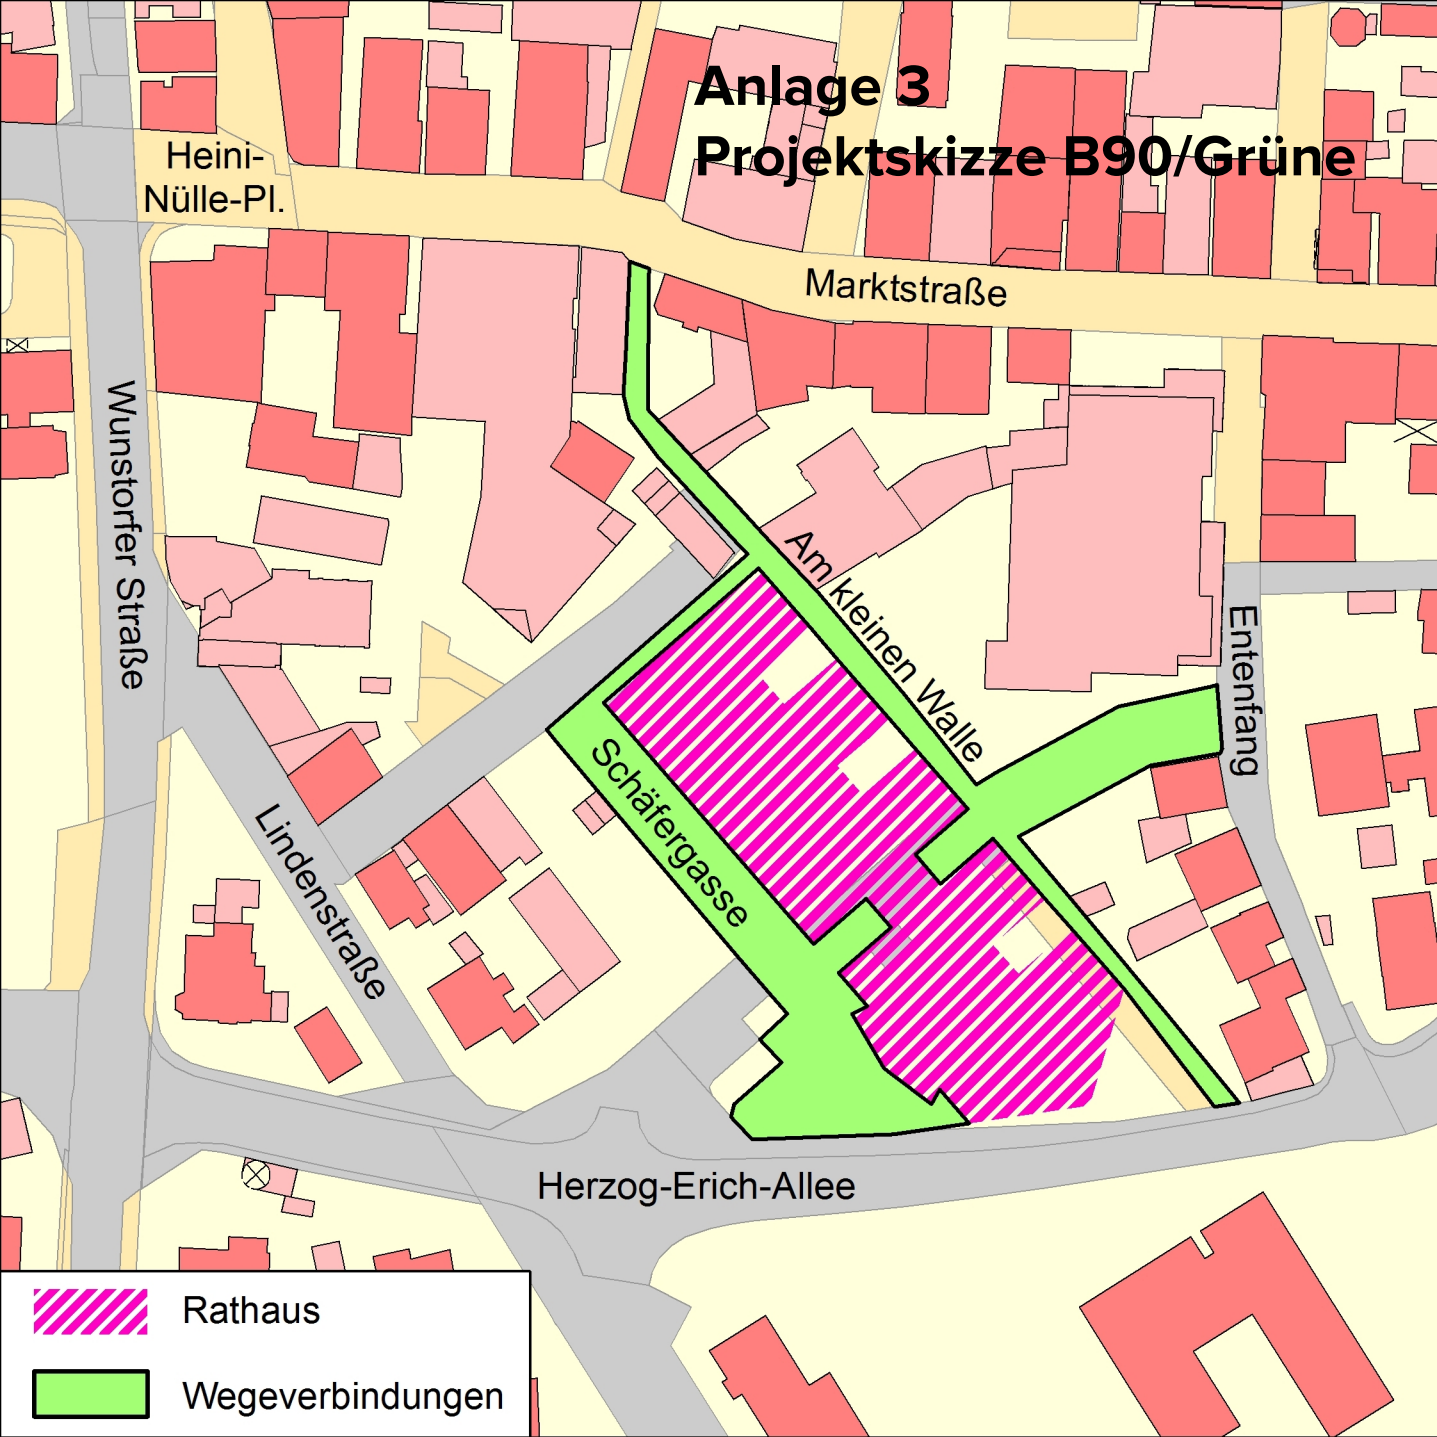 Anlage 3
Projektskizze B90/Grüne
Heini-
Nülle-Pl.
Marktstraße
Wunstorfer Straße
Am kleinen Walle
Entenfang
Schäfergasse
Lindenstraße
Herzog-Erich-Allee
Rathaus
Wegeverbindungen